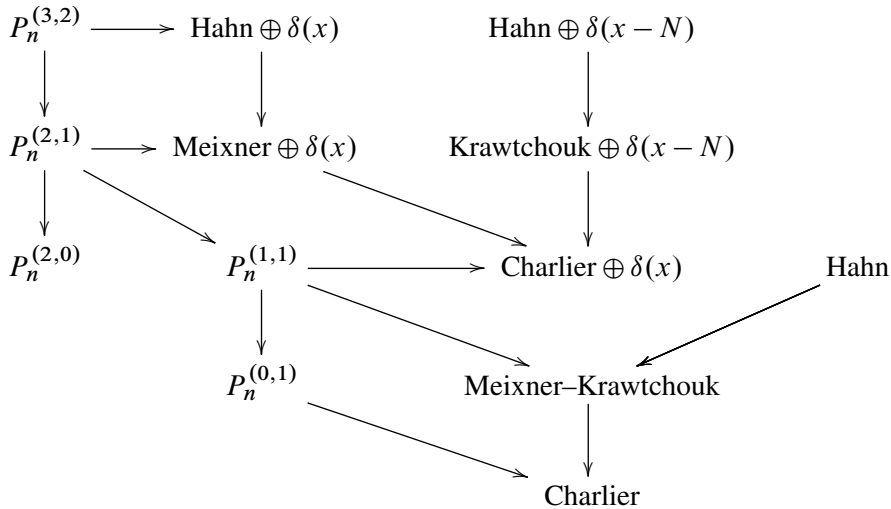 P_n^{(3,2)} Hahn ⊕ δ(x) Hahn ⊕ δ(x − N)
P_n^{(2,1)} Meixner ⊕ δ(x) Krawtchouk ⊕ δ(x − N)
P_n^{(2,0)} P_n^{(1,1)} Charlier ⊕ δ(x) Hahn
P_n^{(0,1)} Meixner–Krawtchouk
Charlier